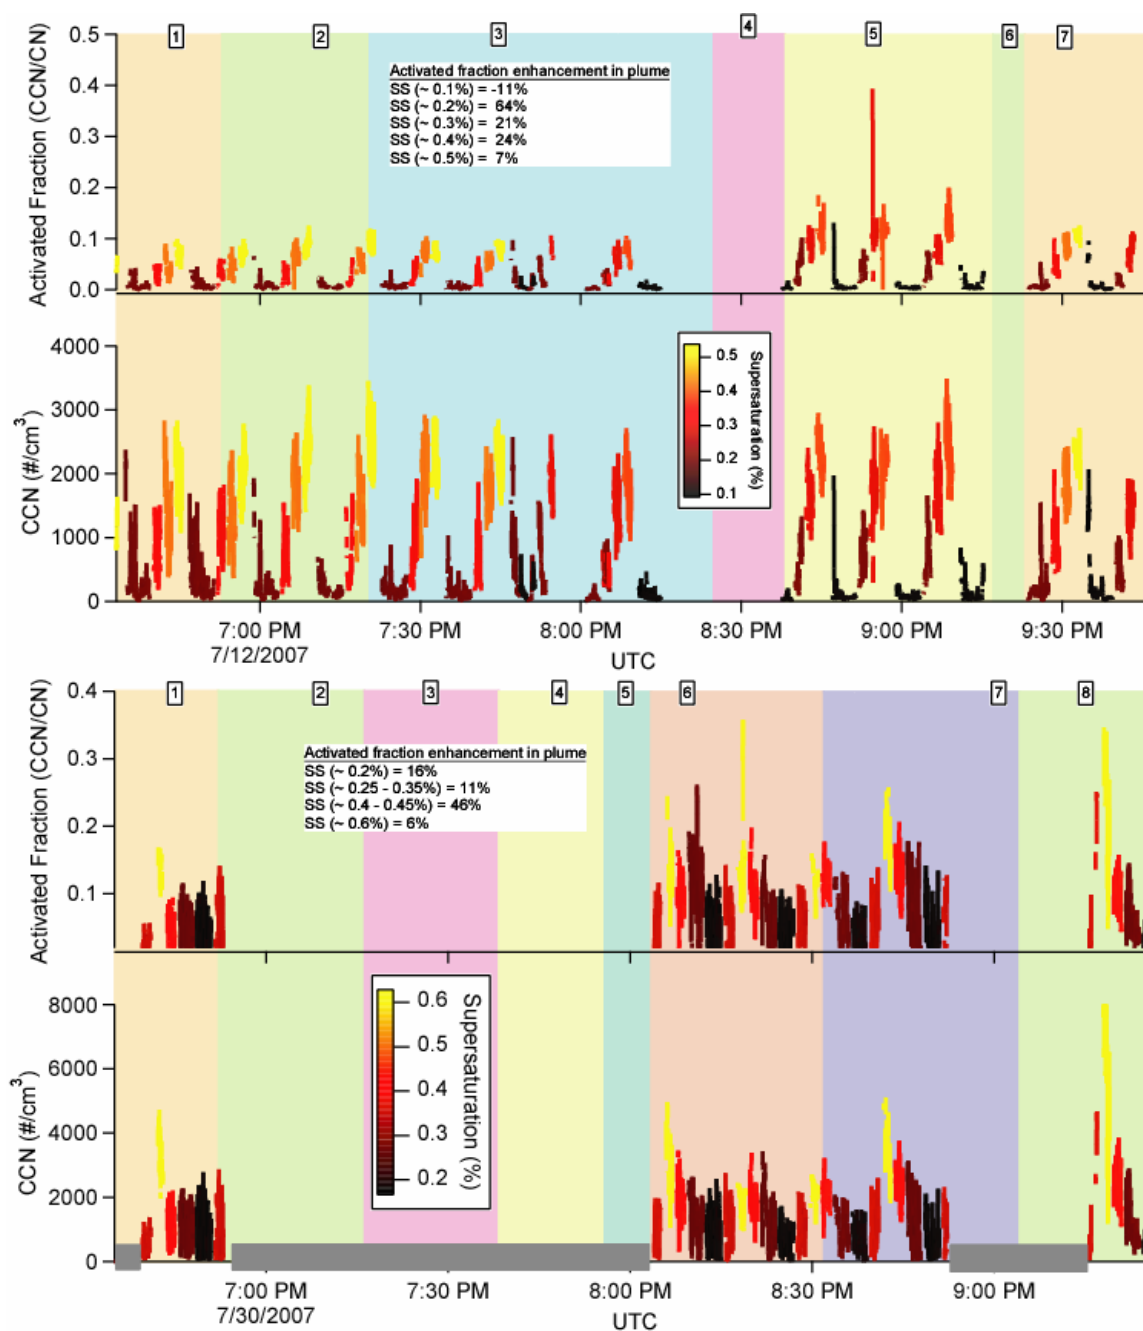 1 2 3 4 5 6 7
0.5
0.4
0.3
0.2
0.1
0.0
Activated Fraction (CCN/CN)
Activated fraction enhancement in plume
SS (~ 0.1%) = -11%
SS (~ 0.2%) = 64%
SS (~ 0.3%) = 21%
SS (~ 0.4%) = 24%
SS (~ 0.5%) = 7%
4000
3000
2000
1000
0
CCN (#/cm³)
0.5
0.4
0.3
0.2
0.1
Supersaturation (%)
7:00 PM 7:30 PM 8:00 PM 8:30 PM 9:00 PM 9:30 PM
7/12/2007
UTC
1 2 3 4 5 6 7 8
0.4
0.3
0.2
0.1
Activated Fraction (CCN/CN)
Activated fraction enhancement in plume
SS (~ 0.2%) = 16%
SS (~ 0.25 - 0.35%) = 11%
SS (~ 0.4 - 0.45%) = 46%
SS (~ 0.6%) = 6%
8000
6000
4000
2000
0
CCN (#/cm³)
0.6
0.5
0.4
0.3
0.2
Supersaturation (%)
7:00 PM 7:30 PM 8:00 PM 8:30 PM 9:00 PM
7/30/2007
UTC